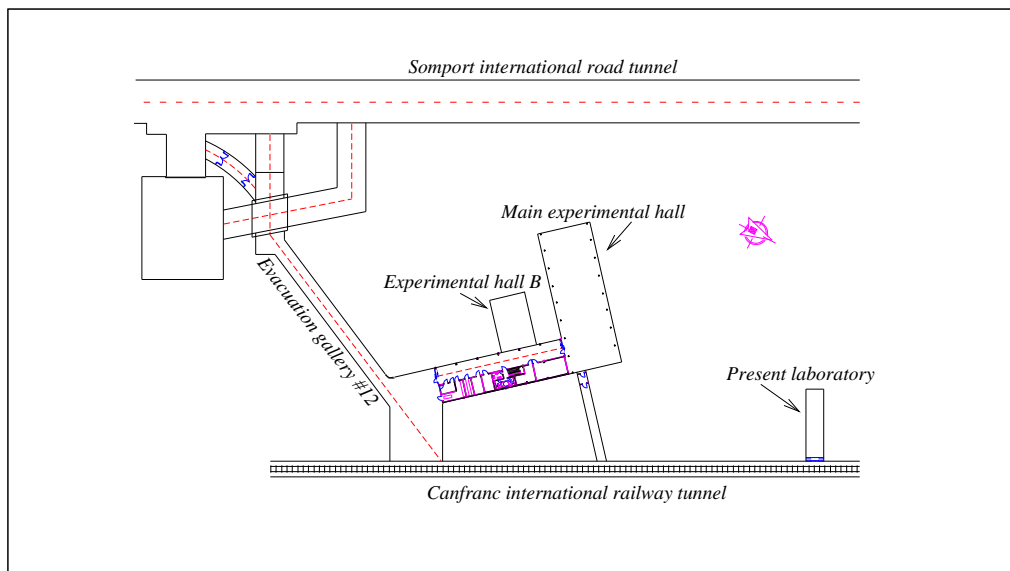 Somport international road tunnel
Main experimental hall
Experimental hall B
Evacuation gallery #12
Present laboratory
Canfranc international railway tunnel